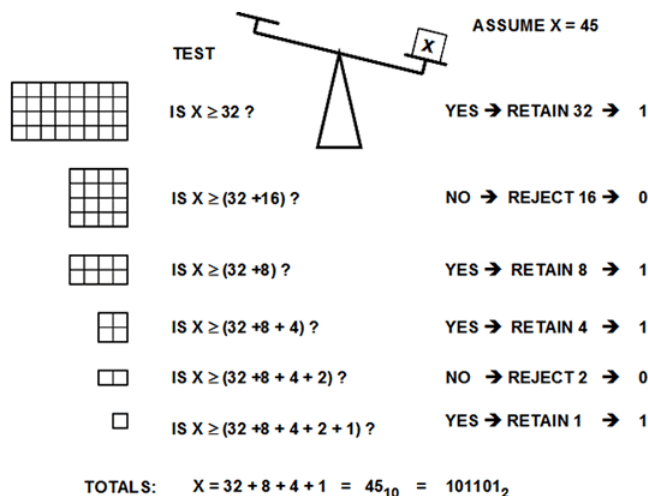 ASSUME X = 45
X
TEST
IS X ≥ 32 ? YES → RETAIN 32 → 1
IS X ≥ (32 +16) ? NO → REJECT 16 → 0
IS X ≥ (32 +8) ? YES → RETAIN 8 → 1
IS X ≥ (32 +8 + 4) ? YES → RETAIN 4 → 1
IS X ≥ (32 +8 + 4 + 2) ? NO → REJECT 2 → 0
IS X ≥ (32 +8 + 4 + 2 + 1) ? YES → RETAIN 1 → 1
TOTALS: X = 32 + 8 + 4 + 1 = 45₁₀ = 101101₂